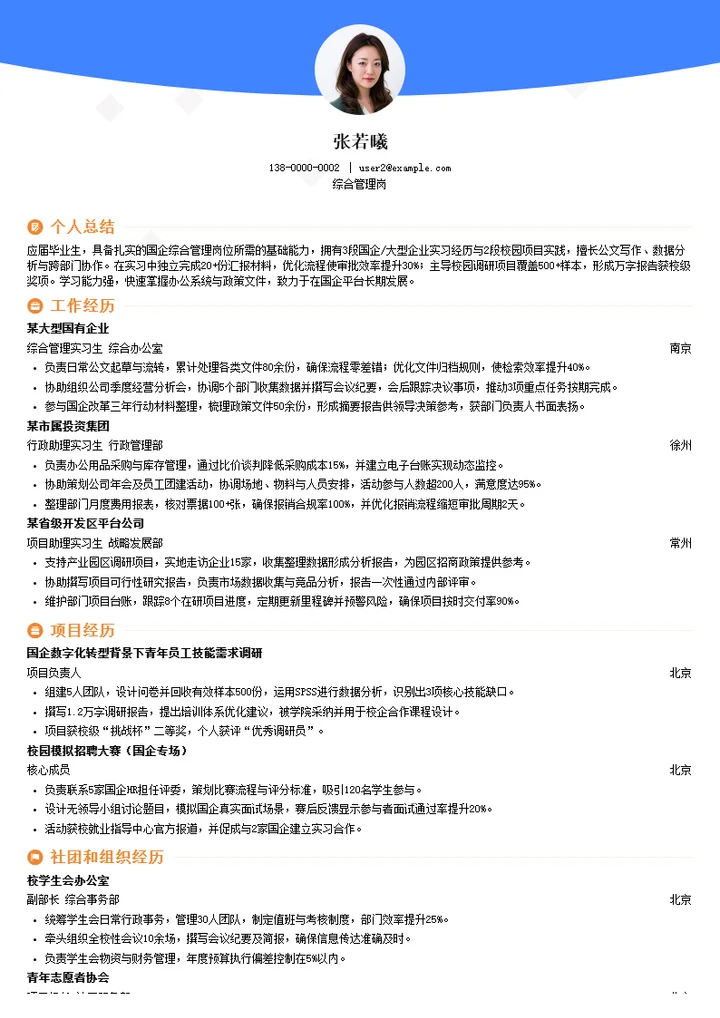 张若曦
138-0000-0002 | user2@example.com
综合管理岗
个人总结
应届毕业生，具备扎实的国企综合管理岗位所需的基础能力，拥有3段国企/大型企业实习经历与2段校园项目实践，擅长公文写作、数据分
析与跨部门协作。在实习中独立完成20+份汇报材料，优化流程使审批效率提升30%；主导校园调研项目覆盖500+样本，形成万字报告获校级
奖项。学习能力强，快速掌握办公系统与政策文件，致力于在国企平台长期发展。
工作经历
某大型国有企业
综合管理实习生 综合办公室 南京
• 负责日常公文起草与流转，累计处理各类文件80余份，确保流程零差错；优化文件归档规则，使检索效率提升40%。
• 协助组织公司季度经营分析会，协调5个部门收集数据并撰写会议纪要，会后跟踪决议事项，推动3项重点任务按期完成。
• 参与国企改革三年行动材料整理，梳理政策文件50余份，形成摘要报告供领导决策参考，获部门负责人书面表扬。
某市属投资集团
行政助理实习生 行政管理部 徐州
• 负责办公用品采购与库存管理，通过比价谈判降低采购成本15%，并建立电子台账实现动态监控。
• 协助策划公司年会及员工团建活动，协调场地、物料与人员安排，活动参与人数超200人，满意度达95%。
• 整理部门月度费用报表，核对票据100+张，确保报销合规率100%，并优化报销流程缩短审批周期2天。
某省级开发区平台公司
项目助理实习生 战略发展部 常州
• 支持产业园区调研项目，实地走访企业15家，收集整理数据形成分析报告，为园区招商政策提供参考。
• 协助撰写项目可行性研究报告，负责市场数据收集与竞品分析，报告一次性通过内部评审。
• 维护部门项目台账，跟踪8个在研项目进度，定期更新里程碑并预警风险，确保项目按时交付率90%。
项目经历
国企数字化转型背景下青年员工技能需求调研
项目负责人 北京
• 组建5人团队，设计问卷并回收有效样本500份，运用SPSS进行数据分析，识别出3项核心技能缺口。
• 撰写1.2万字调研报告，提出培训体系优化建议，被学院采纳并用于校企合作课程设计。
• 项目获校级“挑战杯”二等奖，个人获评“优秀调研员”。
校园模拟招聘大赛（国企专场）
核心成员 北京
• 负责联系5家国企HR担任评委，策划比赛流程与评分标准，吸引120名学生参与。
• 设计无领导小组讨论题目，模拟国企真实面试场景，赛后反馈显示参与者面试通过率提升20%。
• 活动获校就业指导中心官方报道，并促成与2家国企建立实习合作。
社团和组织经历
校学生会办公室
副部长 综合事务部 北京
• 统筹学生会日常行政事务，管理30人团队，制定值班与考核制度，部门效率提升25%。
• 牵头组织全校性会议10余场，撰写会议纪要及简报，确保信息传达准确及时。
• 负责学生会物资与财务管理，年度预算执行偏差控制在5%以内。
青年志愿者协会